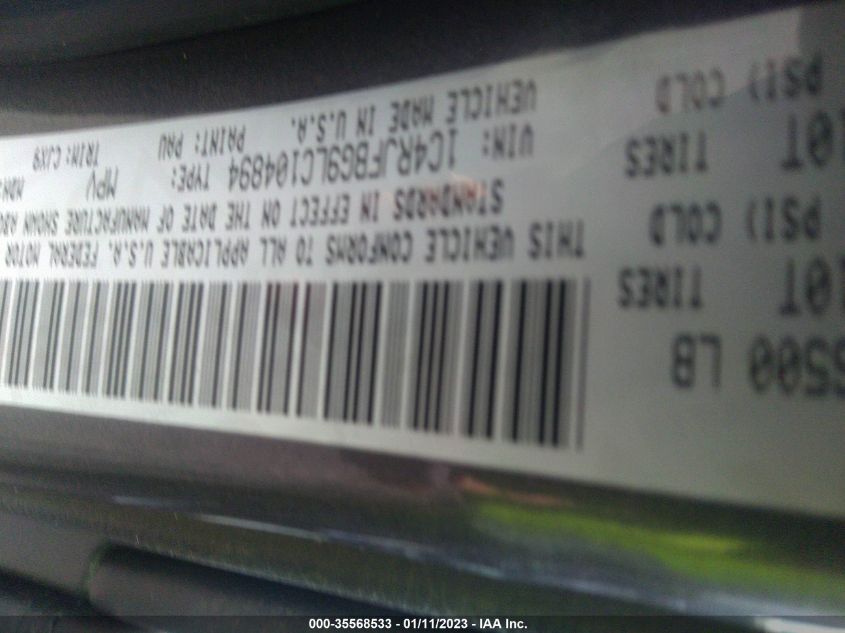 6500 LB
TIRES
PSI) COLD
TIRES
PSI) COLD
THIS VEHICLE CONFORMS TO ALL APPLICABLE U.S.A. FEDERAL MOTOR
STANDARDS IN EFFECT ON THE DATE OF MANUFACTURE SHOWN ABO
VIN: 1C4RJFBG9LC104894 TYPE: MPV MDH:
VEHICLE MADE IN U.S.A. PAINT: PAU TRIM: CJX9
000-35568533 - 01/11/2023 - IAA Inc.